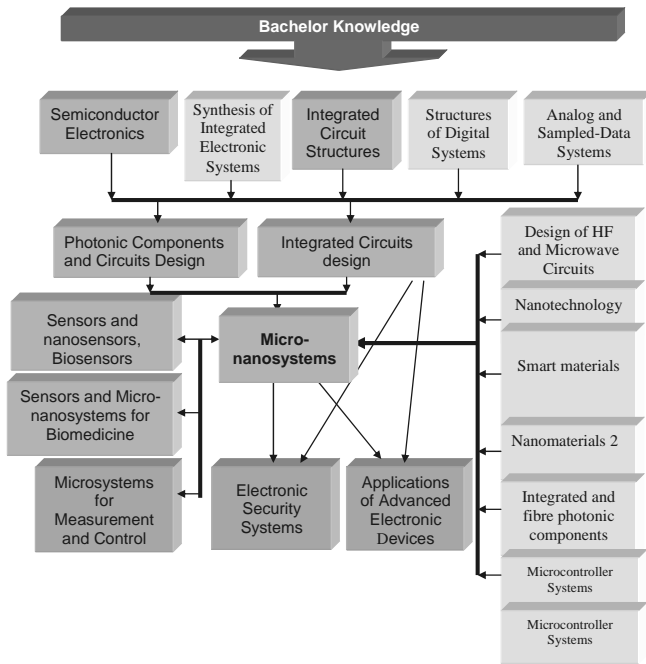 Bachelor Knowledge
Semiconductor
Electronics
Synthesis of
Integrated
Electronic
Systems
Integrated
Circuit
Structures
Structures
of Digital
Systems
Analog and
Sampled-Data
Systems
Photonic Components
and Circuits Design
Integrated Circuits
design
Design of HF
and Microwave
Circuits
Nanotechnology
Sensors and
nanosensors,
Biosensors
Micro-
nanosystems
Smart materials
Sensors and Micro-
nanosystems for
Biomedicine
Nanomaterials 2
Microsystems
for
Measurement
and Control
Electronic
Security
Systems
Applications
of Advanced
Electronic
Devices
Integrated and
fibre photonic
components
Microcontroller
Systems
Microcontroller
Systems